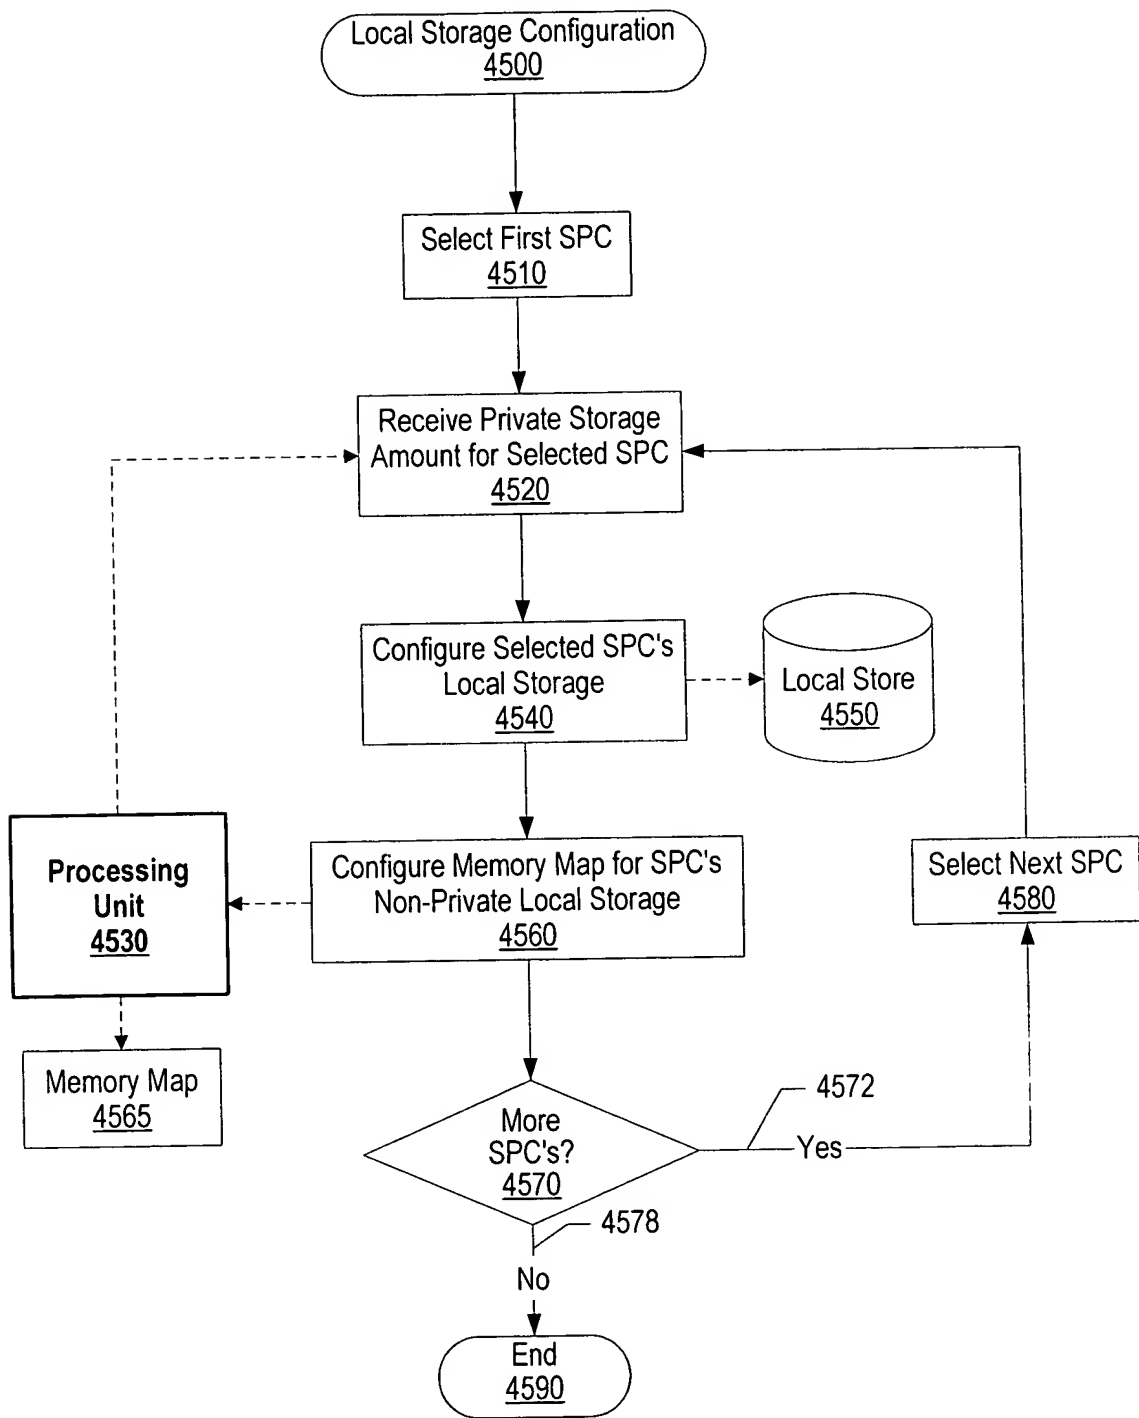 Local Storage Configuration
4500
Select First SPC
4510
Receive Private Storage
Amount for Selected SPC
4520
Configure Selected SPC's
Local Storage
4540
Local Store
4550
Processing
Unit
4530
Configure Memory Map for SPC's
Non-Private Local Storage
4560
Select Next SPC
4580
Memory Map
4565
More
SPC's?
4570
4572
Yes
4578
No
End
4590